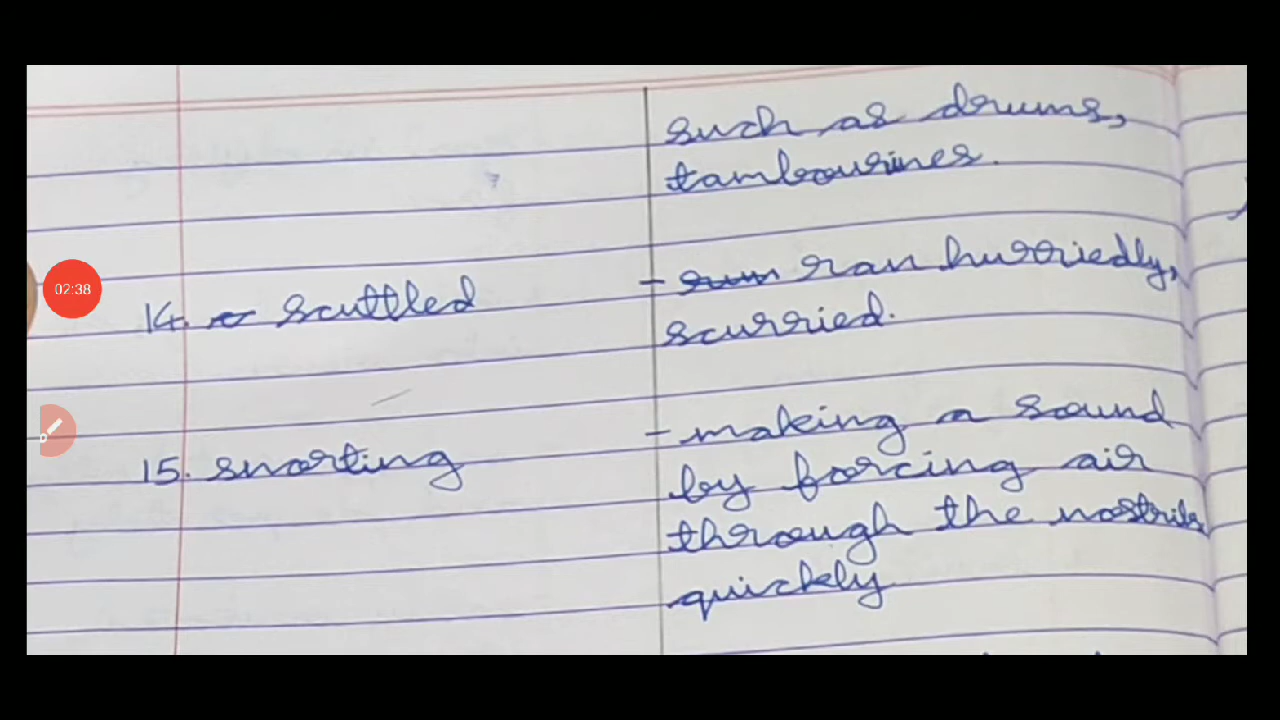 such as drums,
tambourines.
14. scuttled - ran hurriedly,
scurried.
15. snorting - making a sound
by forcing air
through the nostrils
quickly
02:38